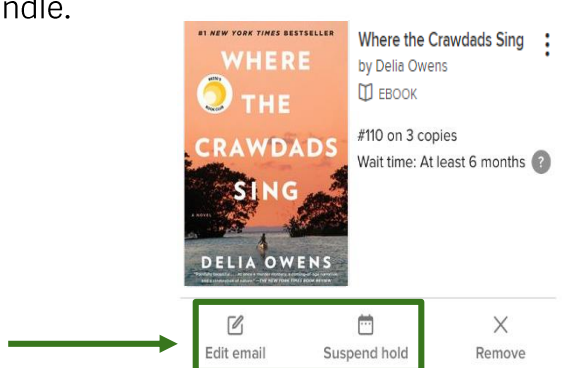 ndle.
#1 NEW YORK TIMES BESTSELLER
WHERE
THE
CRAWDADS
SING
A NOVEL
DELIA OWENS
Where the Crawdads Sing
by Delia Owens
EBOOK
#110 on 3 copies
Wait time: At least 6 months ?
Edit email Suspend hold Remove